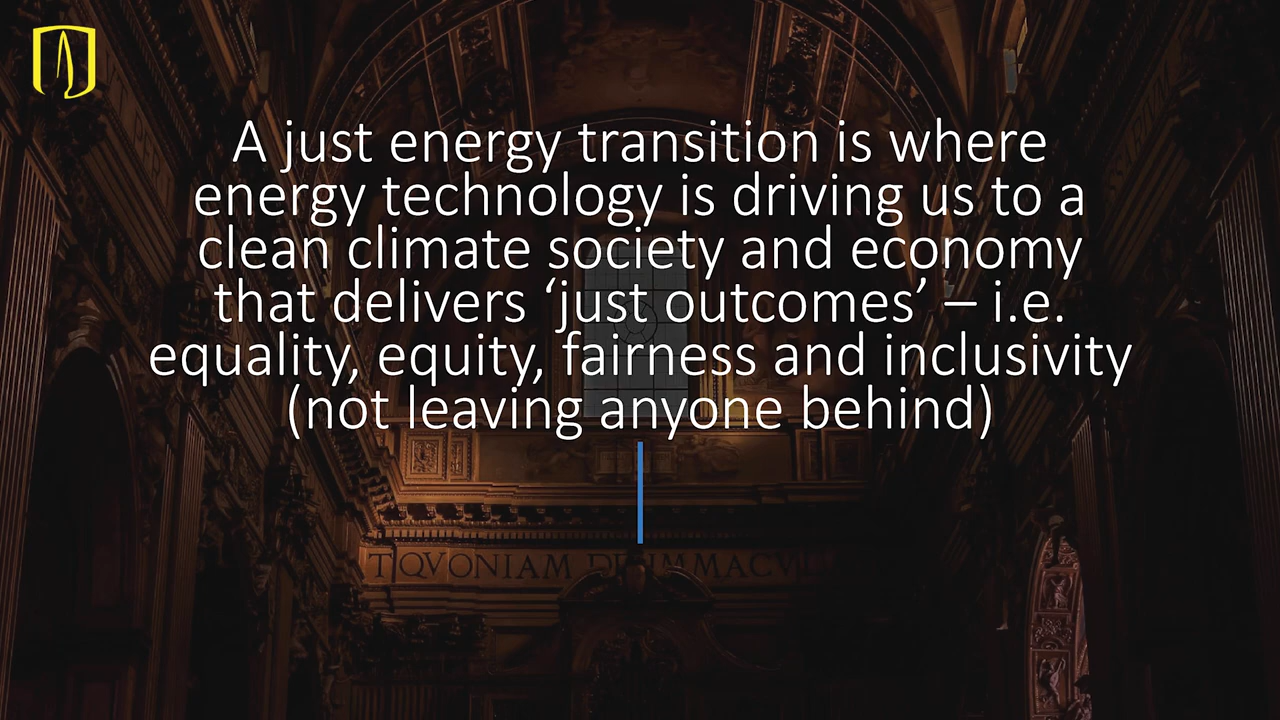 A just energy transition is where
energy technology is driving us to a
clean climate society and economy
that delivers ‘just outcomes’ – i.e.
equality, equity, fairness and inclusivity
(not leaving anyone behind)
TQVONIAM